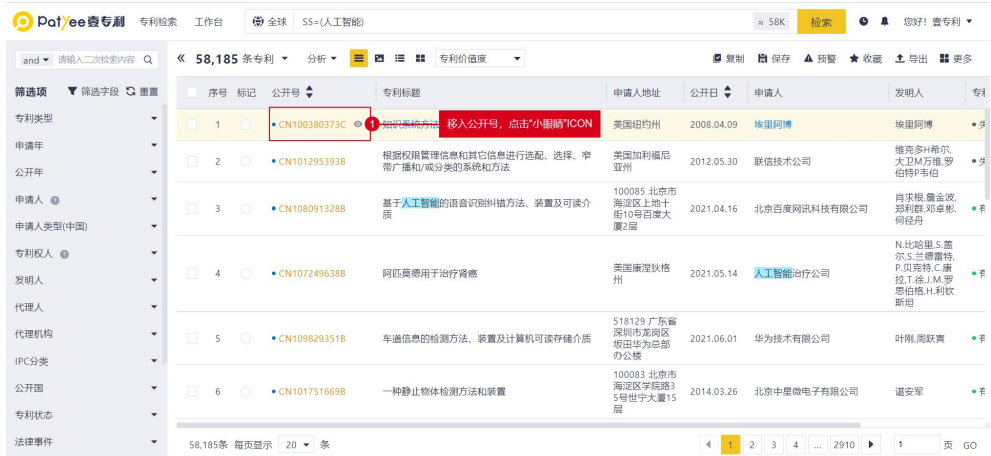 Patyee壹专利 专利检索 工作台 全球 SS=(人工智能) ≈ 58K 检索 您好! 壹专利
and 请输入二次检索内容 58,185 条专利 分析 专利价值度 复制 保存 预警 收藏 导出 更多
筛选项 筛选字段 重置 序号 标记 公开号 专利标题 申请人地址 公开日 申请人 发明人 专
专利类型
申请年
公开年
申请人
申请人类型(中国)
专利权人
发明人
代理人
代理机构
IPC分类
公开国
专利状态
法律事件
1 CN100380373C 1 知识系统方法 移入公开号，点击“小眼睛”ICON 美国纽约州 2008.04.09 埃里阿博 埃里阿博
2 CN101295393B 根据权限管理信息和其它信息进行选配、选择、窄
带广播和/或分类的系统和方法 美国加利福尼
亚州 2012.05.30 联信技术公司 维克多H希尔,
大卫M万维,罗
伯特P韦伯
3 CN108091328B 基于人工智能的语音识别纠错方法、装置及可读介
质 100085 北京市
海淀区上地十
街10号百度大
厦2层 2021.04.16 北京百度网讯科技有限公司 肖求根,詹金波,
郑利群,邓卓彬,
何径舟
4 CN107249638B 阿匹莫德用于治疗肾癌 美国康涅狄格
州 2021.05.14 人工智能治疗公司 N.比哈里,S.盖
尔,S.兰德雷特,
P.贝克特,C.康
拉,T.徐,J.M.罗
思伯格,H.利钦
斯坦
5 CN109829351B 车道信息的检测方法、装置及计算机可读存储介质 518129 广东省
深圳市龙岗区
坂田华为总部
办公楼 2021.06.01 华为技术有限公司 叶刚,周跃寅
6 CN101751669B 一种静止物体检测方法和装置 100083 北京市
海淀区学院路3
5号世宁大厦15
层 2014.03.26 北京中星微电子有限公司 谌安军
58,185条 每页显示 20 条 1 2 3 4 ... 2910 1 页 GO